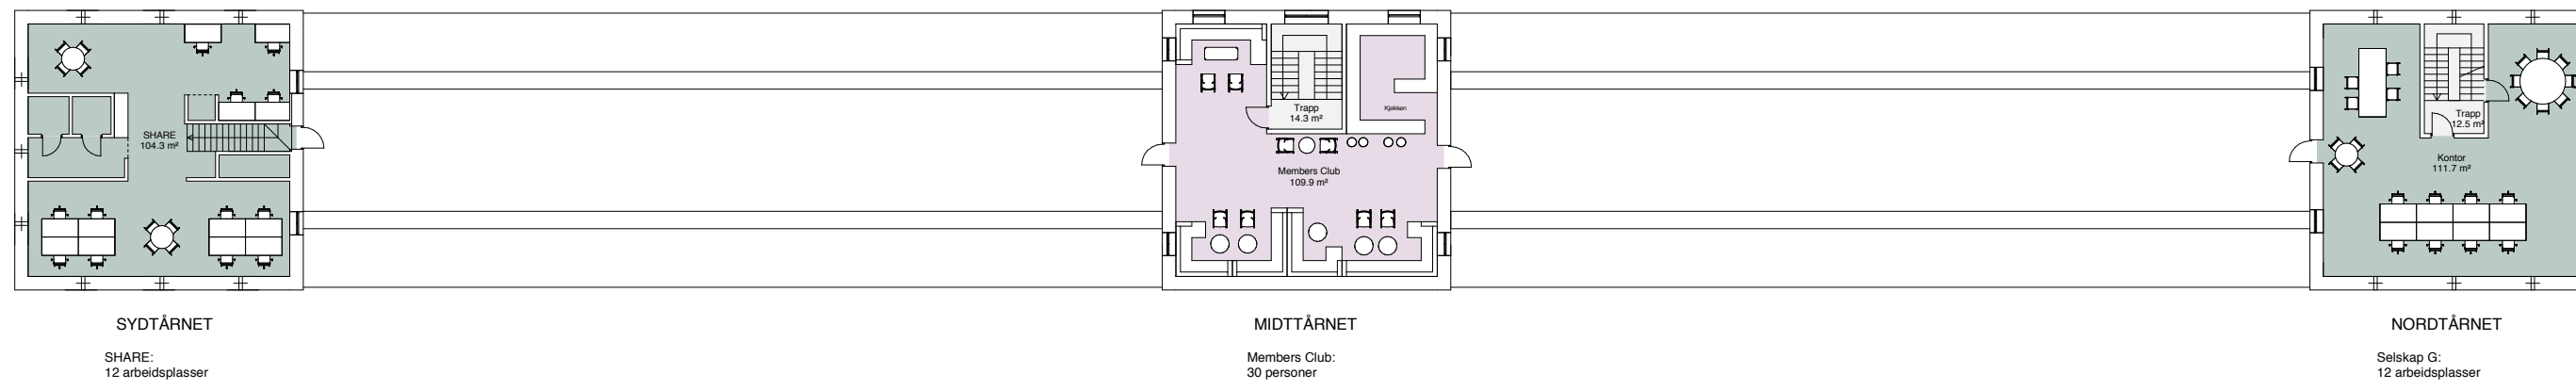 SHARE
104.3 m²
Trapp
14.3 m²
Kjøkken
Members Club
109.9 m²
Trapp
12.5 m²
Kontor
111.7 m²
SYDTÅRNET
SHARE:
12 arbeidsplasser
MIDTTÅRNET
Members Club:
30 personer
NORDTÅRNET
Selskap G:
12 arbeidsplasser